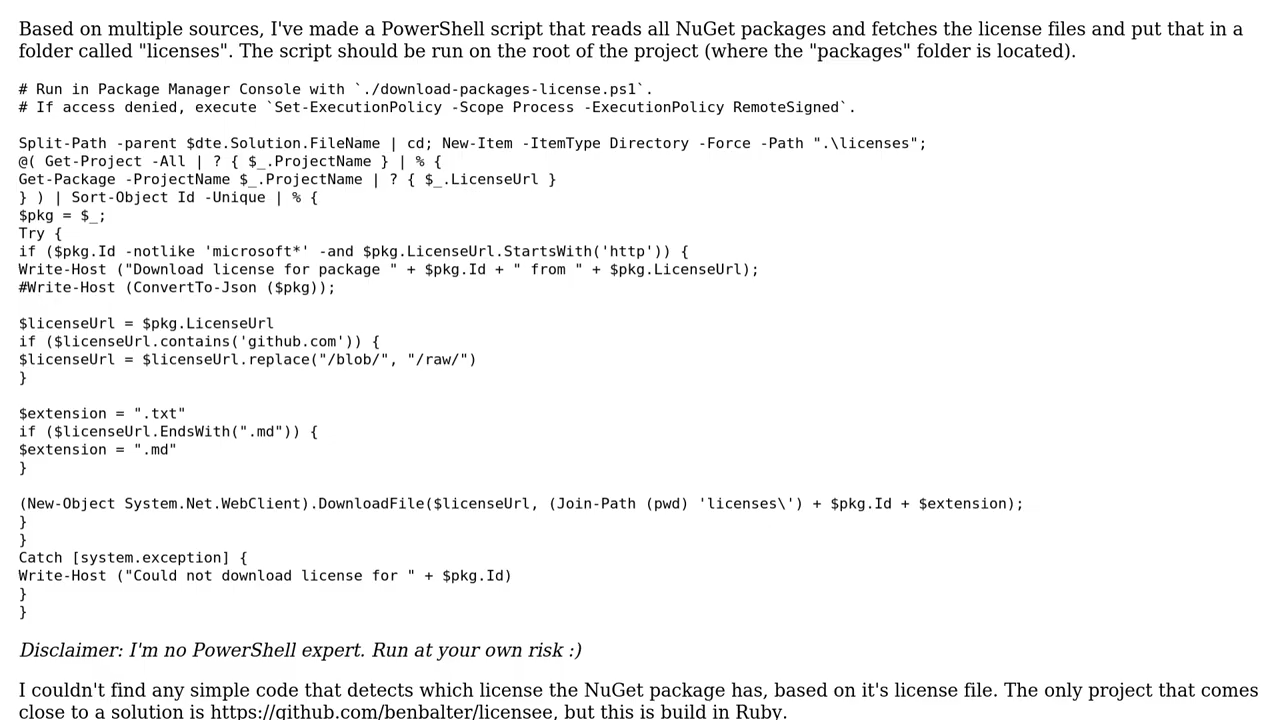 Based on multiple sources, I've made a PowerShell script that reads all NuGet packages and fetches the license files and put that in a
folder called "licenses". The script should be run on the root of the project (where the "packages" folder is located).
# Run in Package Manager Console with `./download-packages-license.ps1`.
# If access denied, execute `Set-ExecutionPolicy -Scope Process -ExecutionPolicy RemoteSigned`.
Split-Path -parent $dte.Solution.FileName | cd; New-Item -ItemType Directory -Force -Path ".\licenses";
@( Get-Project -All | ? { $_.ProjectName } | % {
Get-Package -ProjectName $_.ProjectName | ? { $_.LicenseUrl }
} ) | Sort-Object Id -Unique | % {
$pkg = $_;
Try {
if ($pkg.Id -notlike 'microsoft*' -and $pkg.LicenseUrl.StartsWith('http')) {
Write-Host ("Download license for package " + $pkg.Id + " from " + $pkg.LicenseUrl);
#Write-Host (ConvertTo-Json ($pkg));
$licenseUrl = $pkg.LicenseUrl
if ($licenseUrl.contains('github.com')) {
$licenseUrl = $licenseUrl.replace("/blob/", "/raw/")
}
$extension = ".txt"
if ($licenseUrl.EndsWith(".md")) {
$extension = ".md"
}
(New-Object System.Net.WebClient).DownloadFile($licenseUrl, (Join-Path (pwd) 'licenses\') + $pkg.Id + $extension);
}
}
Catch [system.exception] {
Write-Host ("Could not download license for " + $pkg.Id)
}
}
Disclaimer: I'm no PowerShell expert. Run at your own risk :)
I couldn't find any simple code that detects which license the NuGet package has, based on it's license file. The only project that comes
close to a solution is https://github.com/benbalter/licensee, but this is build in Ruby.